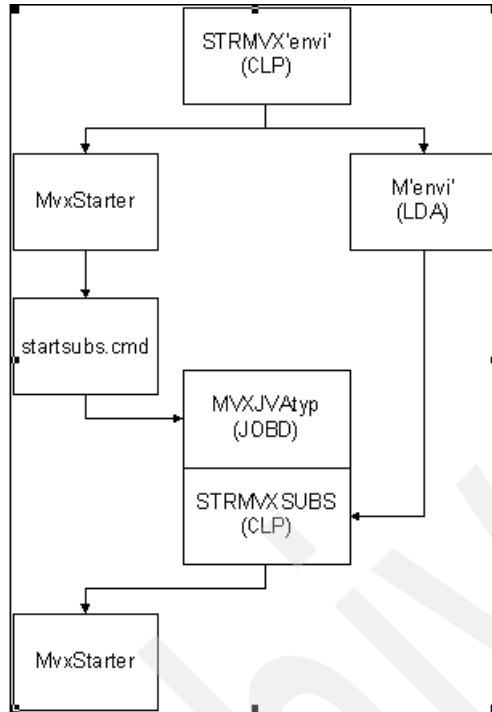 STRMVX'envi'
(CLP)
MvxStarter
M'envi'
(LDA)
startsubs.cmd
MVXJVAtyp
(JOBD)
STRMVXSUBS
(CLP)
MvxStarter